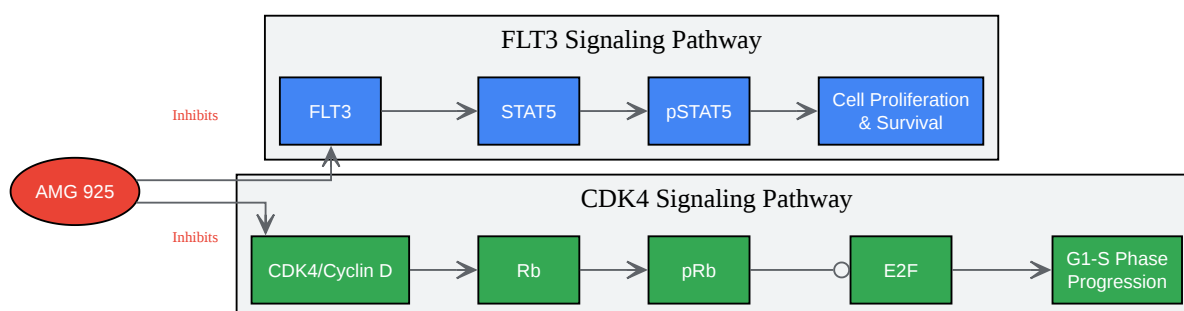 FLT3 Signaling Pathway
FLT3
STAT5
pSTAT5
Cell Proliferation
& Survival
Inhibits
AMG 925
CDK4 Signaling Pathway
Inhibits
CDK4/Cyclin D
Rb
pRb
E2F
G1-S Phase
Progression